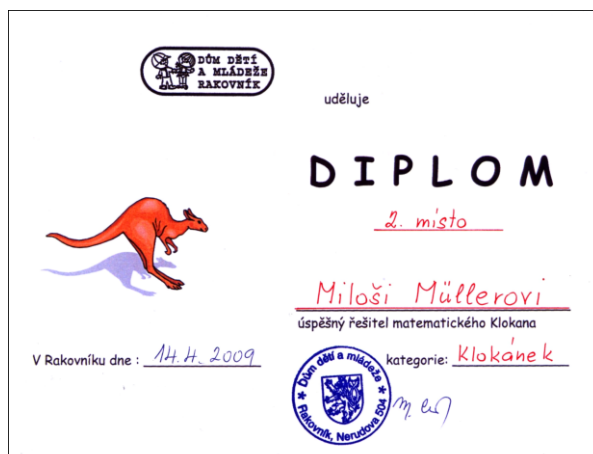 DŮM DĚTÍ
A MLÁDEŽE
RAKOVNÍK
uděluje
DIPLOM
2. místo
Miloši Müllerovi
úspěšný řešitel matematického Klokana
V Rakovníku dne : 14.4. 2009
kategorie: Klokánek
* Dům dětí a mládeže *
Rakovník, Nerudova 504